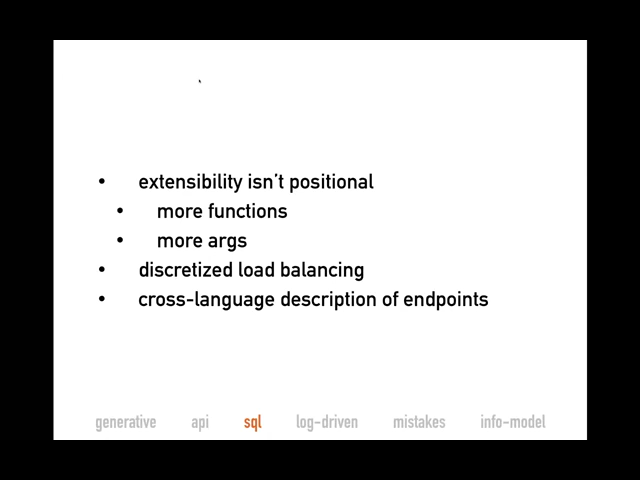 • extensibility isn't positional
• more functions
• more args
• discretized load balancing
• cross-language description of endpoints
generative api sql log-driven mistakes info-model